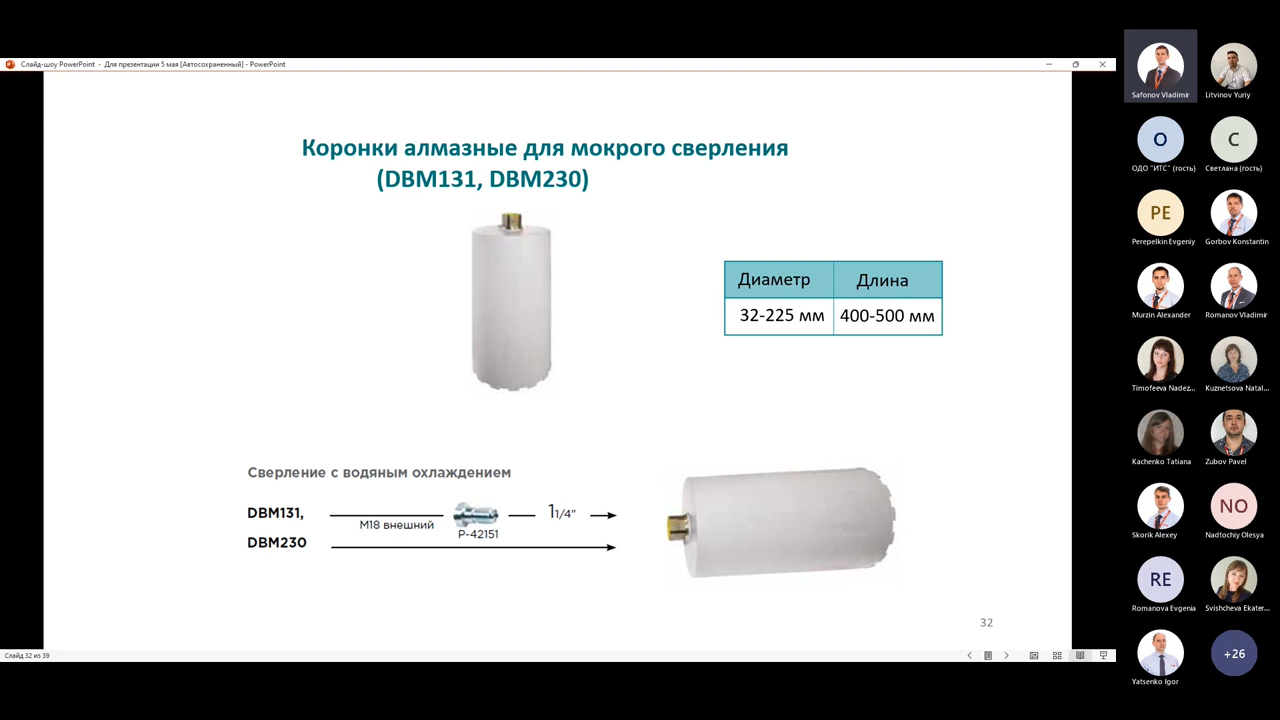 Слайд-шоу PowerPoint - Для презентации 5 мая [Автосохраненный] - PowerPoint
Коронки алмазные для мокрого сверления
(DBM131, DBM230)
Диаметр Длина
32-225 мм 400-500 мм
Сверление с водяным охлаждением
DBM131,
М18 внешний
P-42151
1 1/4"
DBM230
32
Слайд 32 из 39
Safonov Vladimir
Litvinov Yuriy
O
ОДО "ИТС" (гость)
C
Светлана (гость)
PE
Perepelkin Evgeniy
Gorbov Konstantin
Murzin Alexander
Romanov Vladimir
Timofeeva Nadez...
Kuznetsova Natal...
Kachenko Tatiana
Zubov Pavel
Skorik Alexey
NO
Nadtochiy Olesya
RE
Romanova Evgenia
Svishcheva Ekater...
Yatsenko Igor
+26